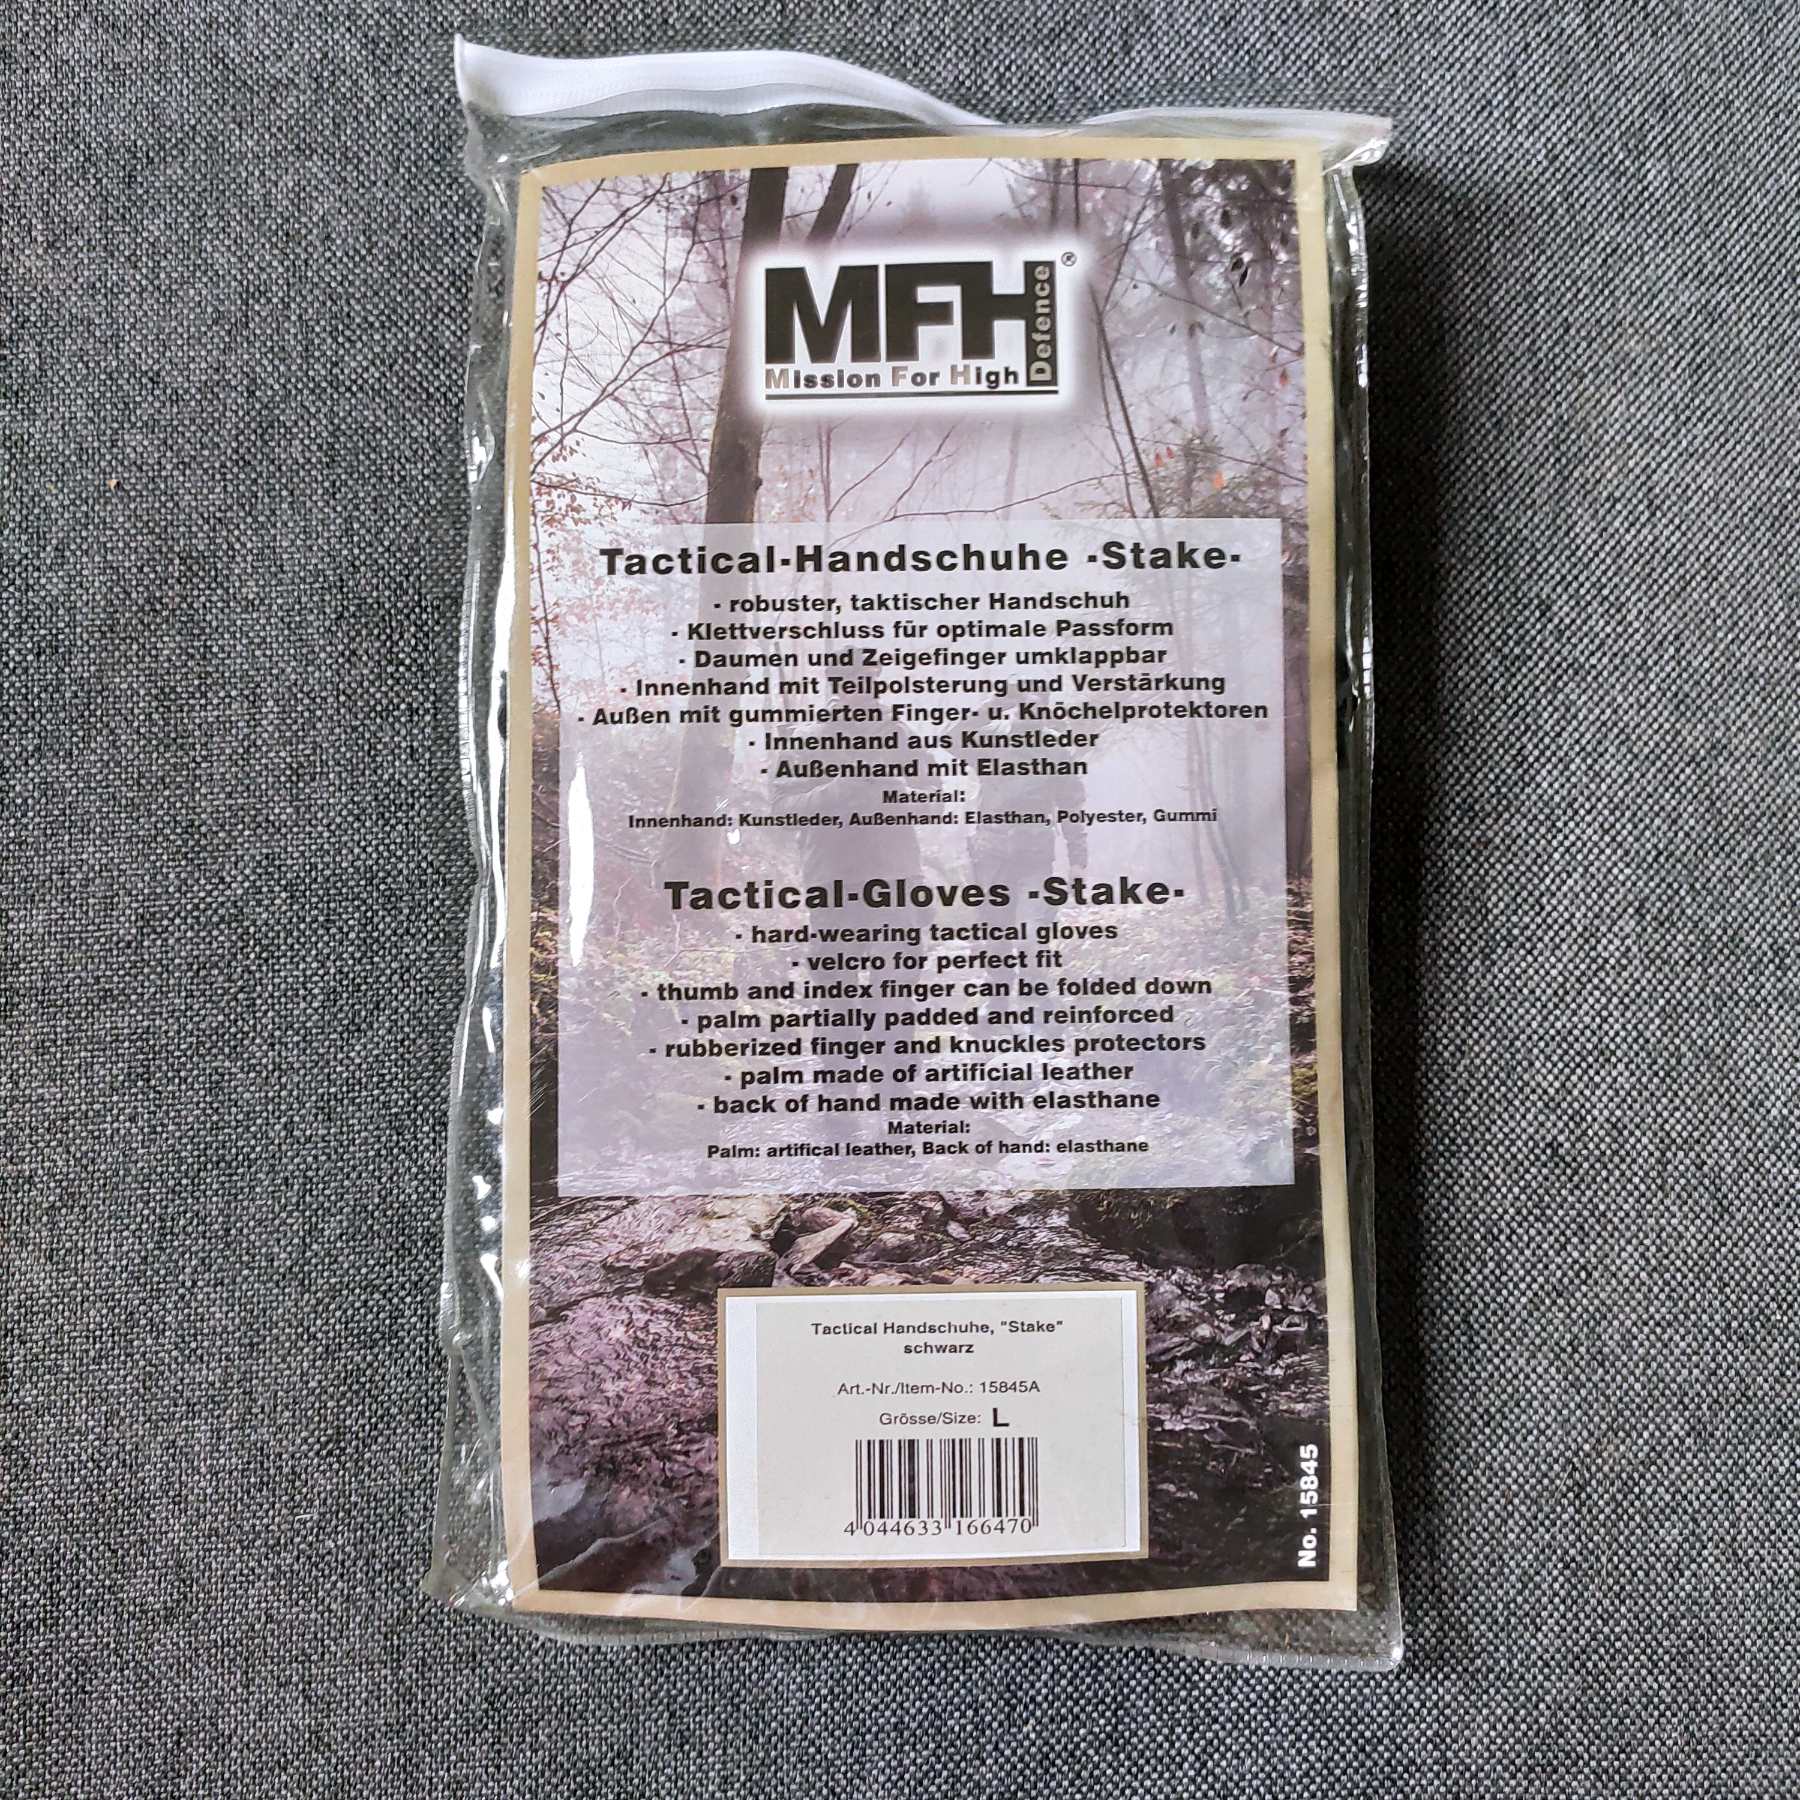 MFH®
Defence
Mission For High
Tactical-Handschuhe -Stake-
- robuster, taktischer Handschuh
- Klettverschluss für optimale Passform
- Daumen und Zeigefinger umklappbar
- Innenhand mit Teilpolsterung und Verstärkung
- Außen mit gummierten Finger- u. Knöchelprotektoren
- Innenhand aus Kunstleder
- Außenhand mit Elasthan
Material:
Innenhand: Kunstleder, Außenhand: Elasthan, Polyester, Gummi
Tactical-Gloves -Stake-
- hard-wearing tactical gloves
- velcro for perfect fit
- thumb and index finger can be folded down
- palm partially padded and reinforced
- rubberized finger and knuckles protectors
- palm made of artificial leather
- back of hand made with elasthane
Material:
Palm: artifical leather, Back of hand: elasthane
Tactical Handschuhe, "Stake"
schwarz
Art.-Nr./Item-No.: 15845A
Grösse/Size: L
4 044633 166470
No. 15845